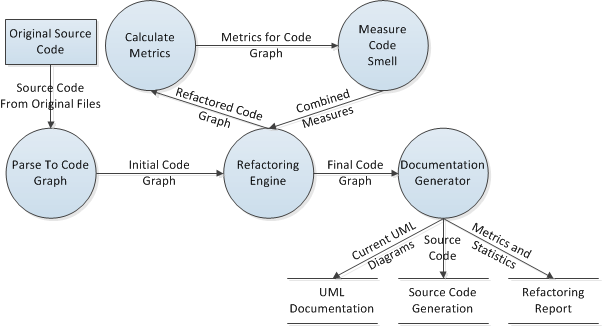 Original Source
Code
Calculate
Metrics
Metrics for Code
Graph
Measure
Code
Smell
Source Code
From Original Files
Refactored Code
Graph
Combined
Measures
Parse To Code
Graph
Initial Code
Graph
Refactoring
Engine
Final Code
Graph
Documentation
Generator
Current UML
Diagrams
Source
Code
Metrics and
Statistics
UML
Documentation
Source Code
Generation
Refactoring
Report